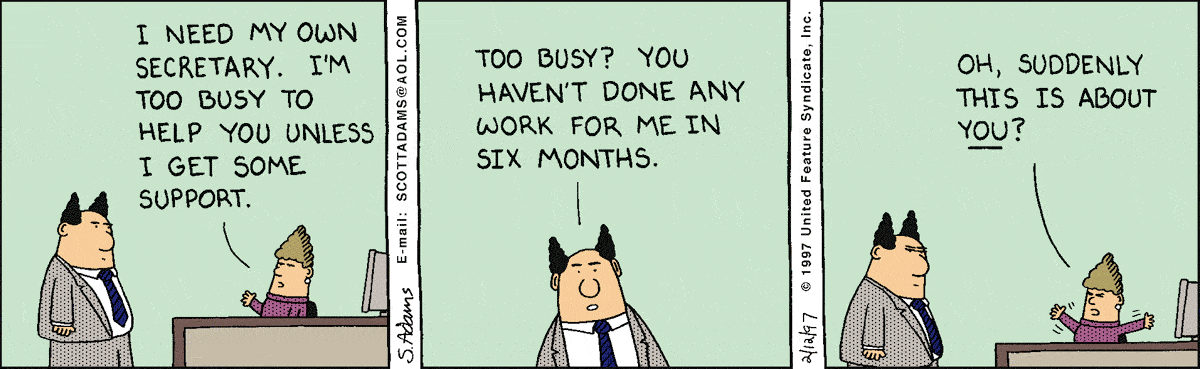 I NEED MY OWN
SECRETARY. I'M
TOO BUSY TO
HELP YOU UNLESS
I GET SOME
SUPPORT.
S. Adams E-mail: SCOTTADAMS@AOL.COM
TOO BUSY? YOU
HAVEN'T DONE ANY
WORK FOR ME IN
SIX MONTHS.
2/12/97 © 1997 United Feature Syndicate, Inc.
OH, SUDDENLY
THIS IS ABOUT
YOU?